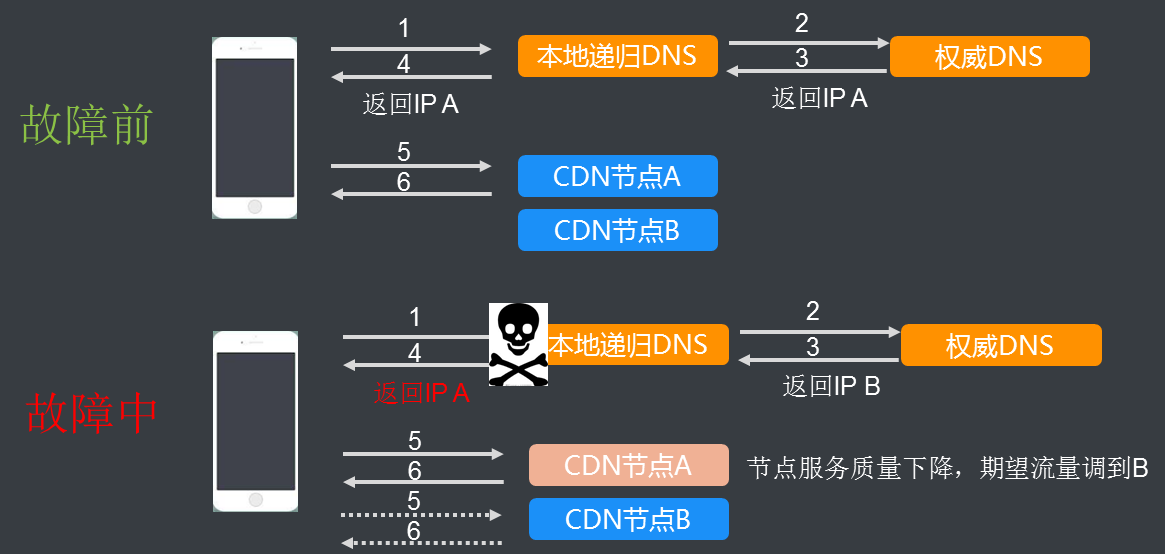 1
2
本地递归DNS
权威DNS
4
3
返回IP A
返回IP A
故障前
5
CDN节点A
6
CDN节点B
1
2
本地递归DNS
权威DNS
4
3
返回IP A
返回IP B
故障中
5
CDN节点A
节点服务质量下降，期望流量调到B
6
5
CDN节点B
6